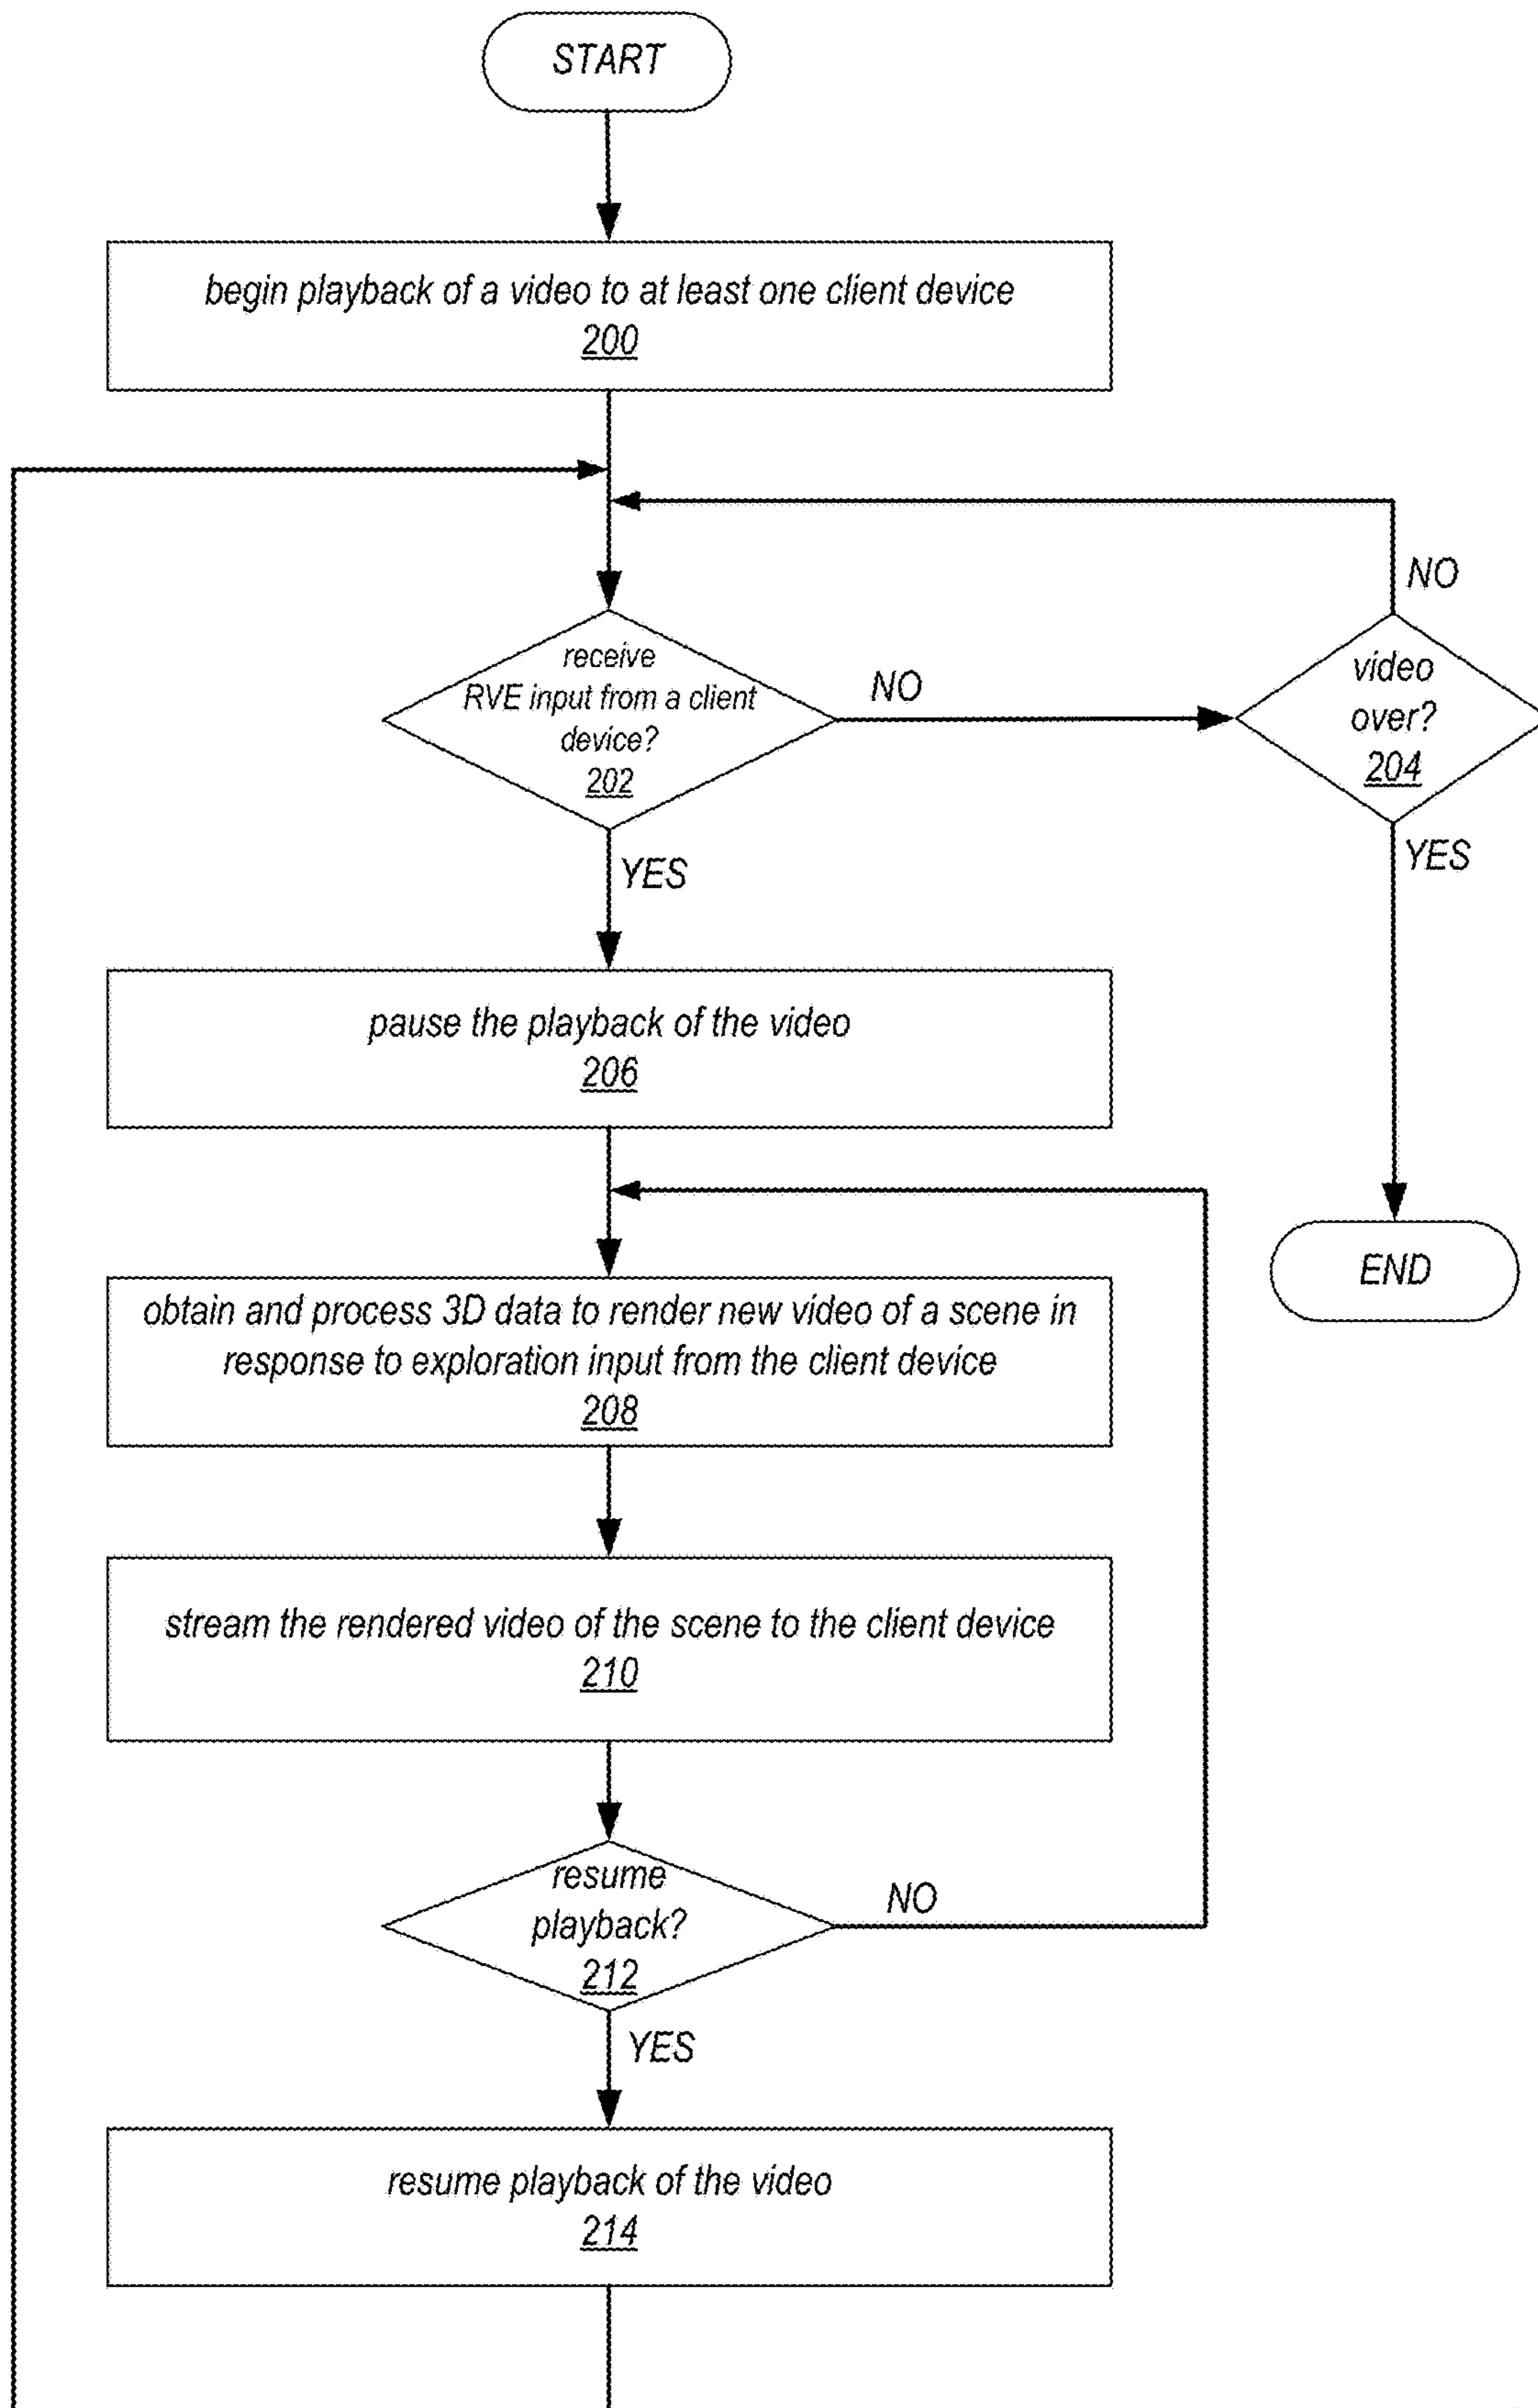 START
begin playback of a video to at least one client device
200
NO
receive
RVE input from a client
device?
202
NO
video
over?
204
YES
YES
pause the playback of the video
206
END
obtain and process 3D data to render new video of a scene in
response to exploration input from the client device
208
stream the rendered video of the scene to the client device
210
resume
playback?
212
NO
YES
resume playback of the video
214